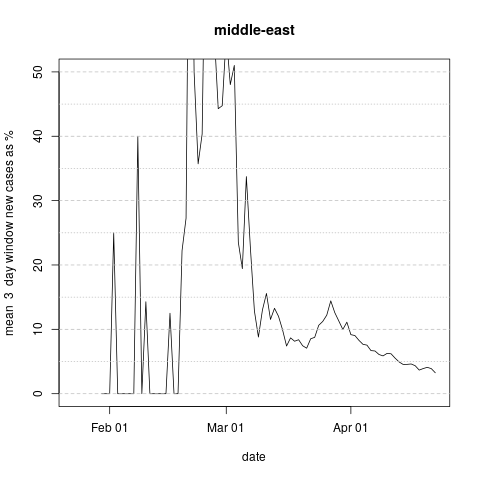 middle-east
mean 3 day window new cases as %
50
40
30
20
10
0
Feb 01
Mar 01
Apr 01
date